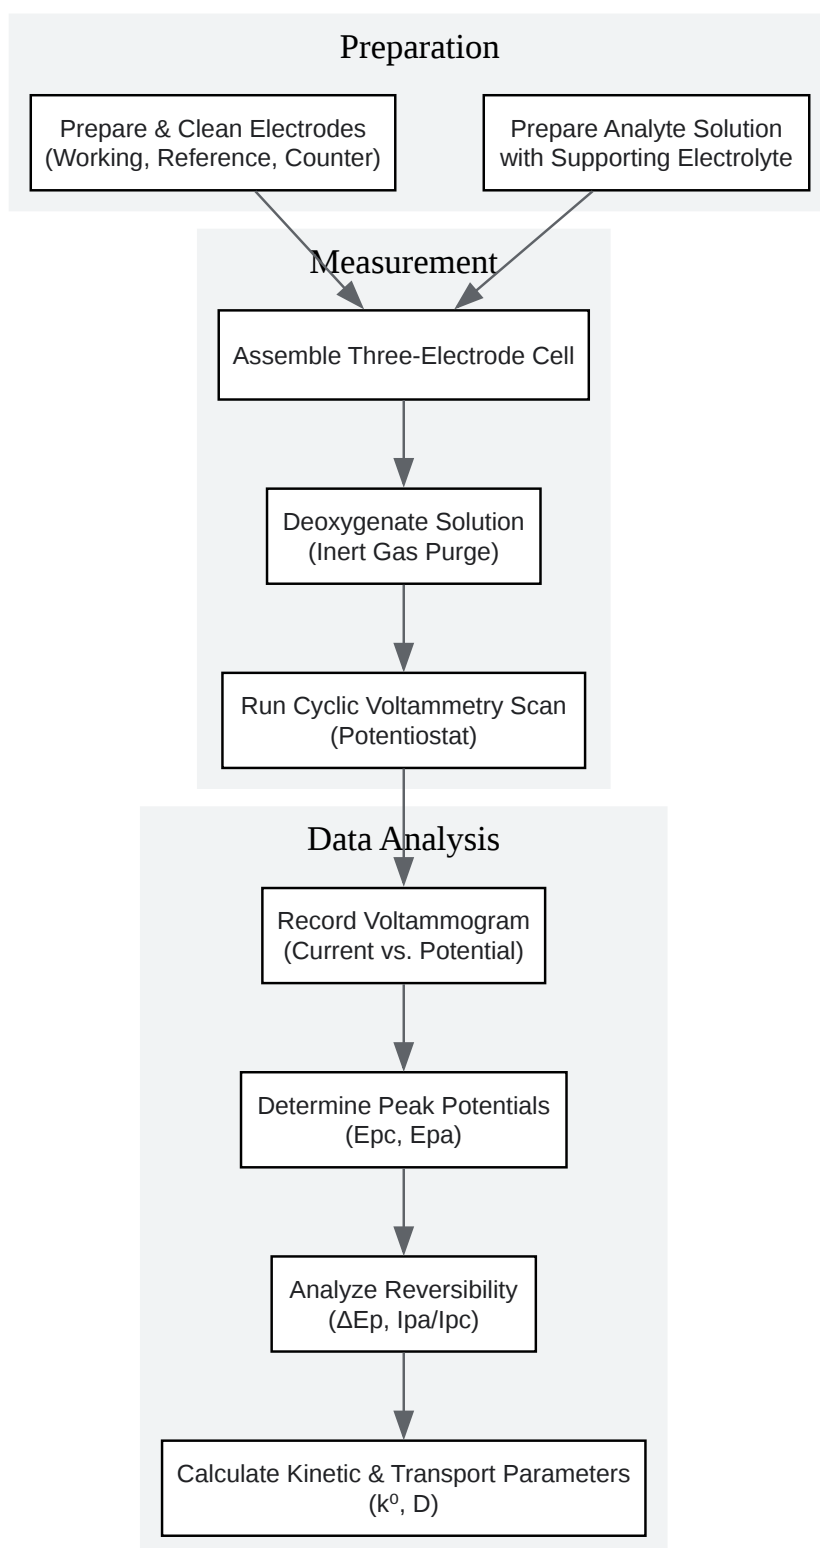 Preparation
Prepare & Clean Electrodes
(Working, Reference, Counter)
Prepare Analyte Solution
with Supporting Electrolyte
Measurement
Assemble Three-Electrode Cell
Deoxygenate Solution
(Inert Gas Purge)
Run Cyclic Voltammetry Scan
(Potentiostat)
Data Analysis
Record Voltammogram
(Current vs. Potential)
Determine Peak Potentials
(Epc, Epa)
Analyze Reversibility
(ΔEp, Ipa/Ipc)
Calculate Kinetic & Transport Parameters
(k⁰, D)